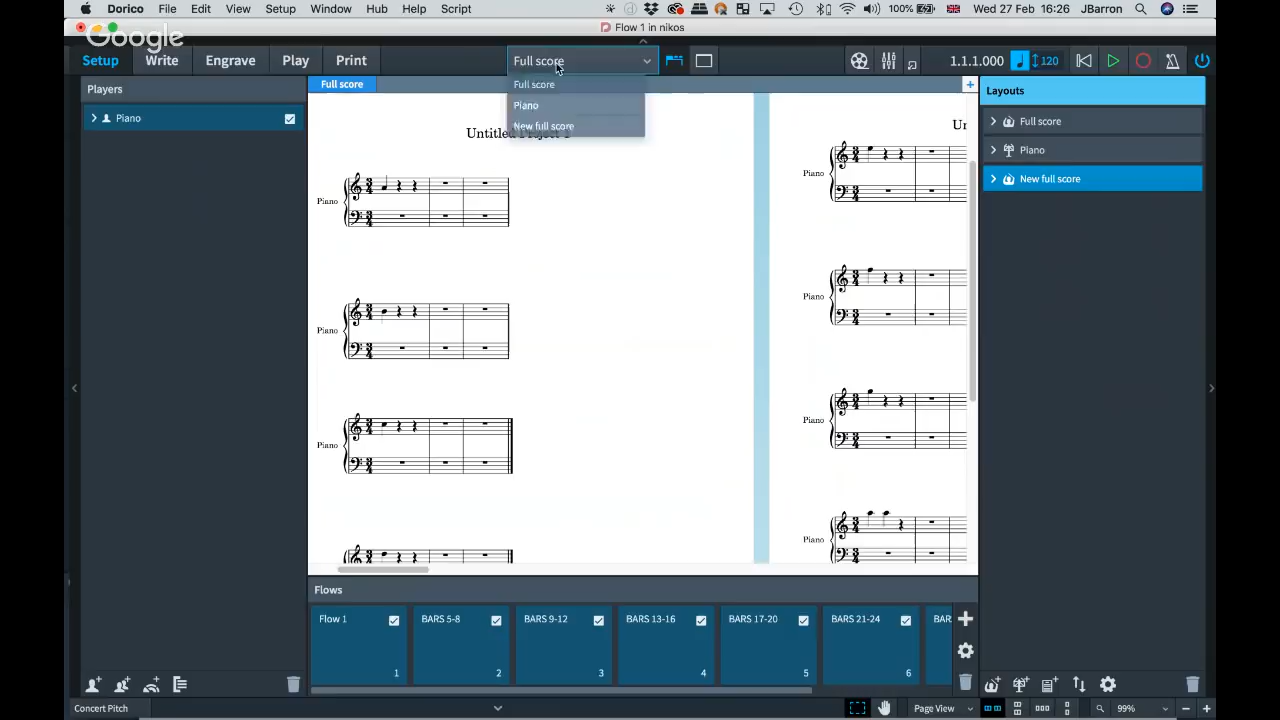 Dorico File Edit View Setup Window Hub Help Script 100% Wed 27 Feb 16:26 JBarron
Flow 1 in nikos
Google
Setup Write Engrave Play Print Full score 1.1.1.000 120
Players
Full score
Full score
Piano
New full score
Layouts
Piano
Full score
Piano
New full score
Untitled Project 1
Un
Piano
Piano
Piano
Piano
Piano
Piano
Piano
Flows
Flow 1 BARS 5-8 BARS 9-12 BARS 13-16 BARS 17-20 BARS 21-24 BAR
1 2 3 4 5 6
Concert Pitch Page View 99%